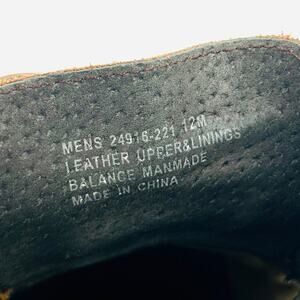 MENS 24916-221 12M
LEATHER UPPER&LININGS
BALANCE MANMADE
MADE IN CHINA